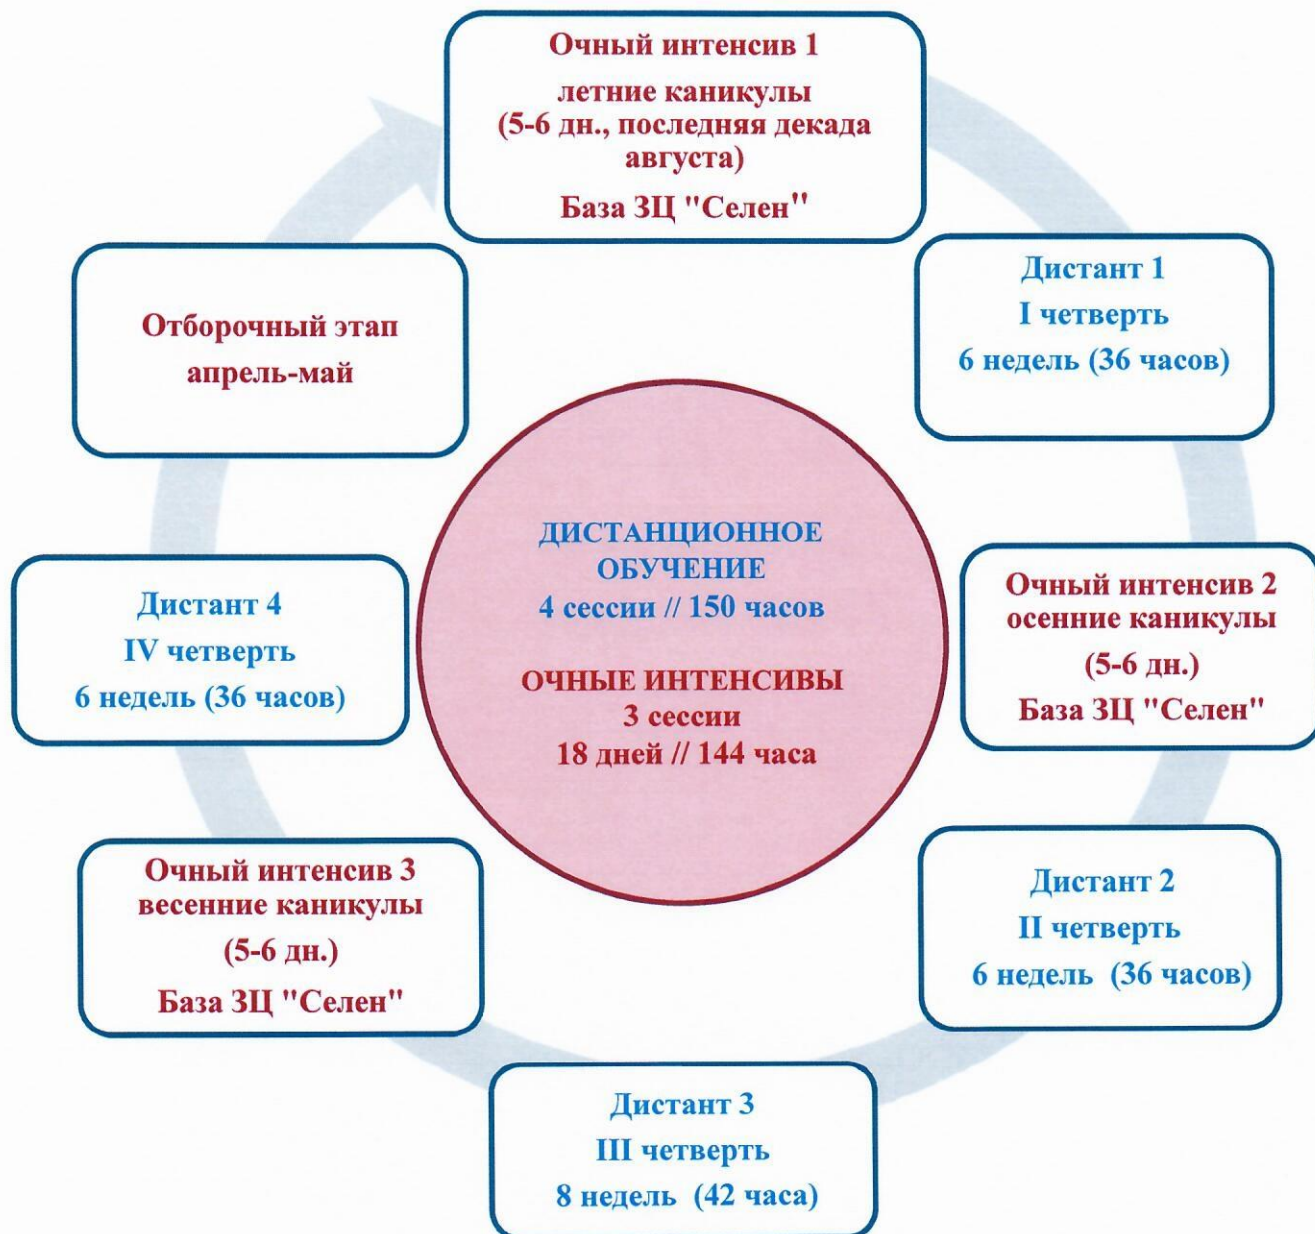 Очный интенсив 1
летние каникулы
(5-6 дн., последняя декада
августа)
База ЗЦ "Селен"
Дистант 1
I четверть
6 недель (36 часов)
Очный интенсив 2
осенние каникулы
(5-6 дн.)
База ЗЦ "Селен"
Дистант 2
II четверть
6 недель (36 часов)
Дистант 3
III четверть
8 недель (42 часа)
Очный интенсив 3
весенние каникулы
(5-6 дн.)
База ЗЦ "Селен"
Дистант 4
IV четверть
6 недель (36 часов)
Отборочный этап
апрель-май
ДИСТАНЦИОННОЕ
ОБУЧЕНИЕ
4 сессии // 150 часов
ОЧНЫЕ ИНТЕНСИВЫ
3 сессии
18 дней // 144 часа